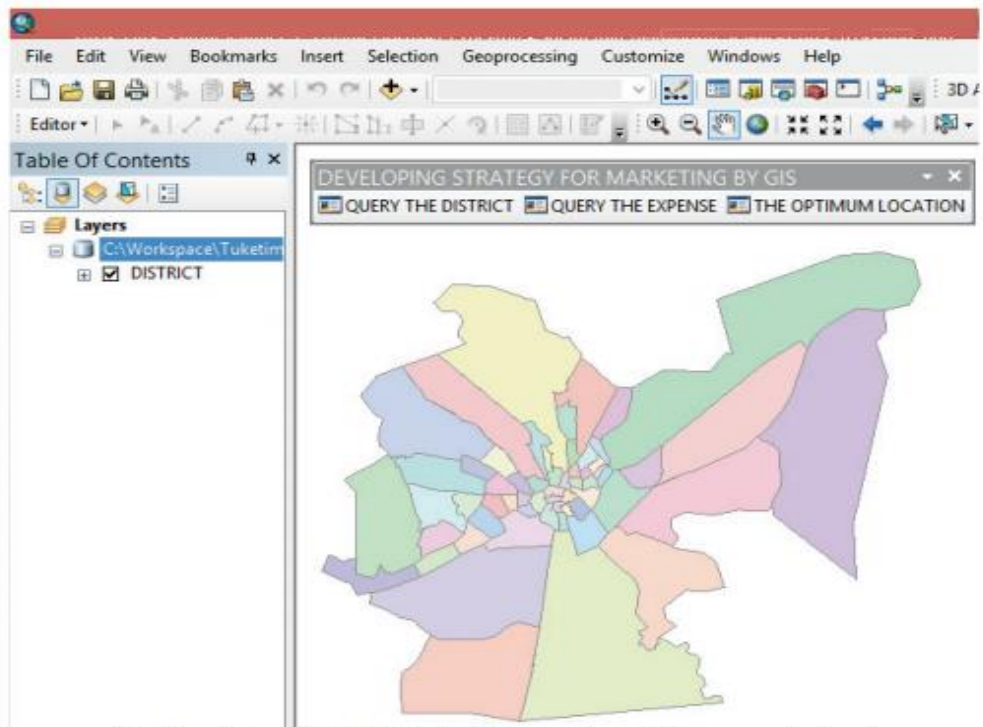 File Edit View Bookmarks Insert Selection Geoprocessing Customize Windows Help
3D A
Editor
Table Of Contents
DEVELOPING STRATEGY FOR MARKETING BY GIS
QUERY THE DISTRICT QUERY THE EXPENSE THE OPTIMUM LOCATION
Layers
C:\Workspace\Tuketim
DISTRICT